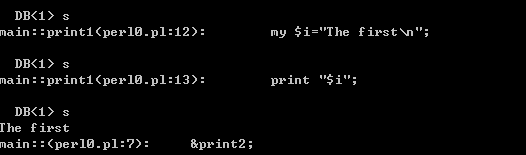 DB<1> s
main::print1(perl0.pl:12):        my $i="The first\n";
DB<1> s
main::print1(perl0.pl:13):        print "$i";
DB<1> s
The first
main::(perl0.pl:7):     &print2;